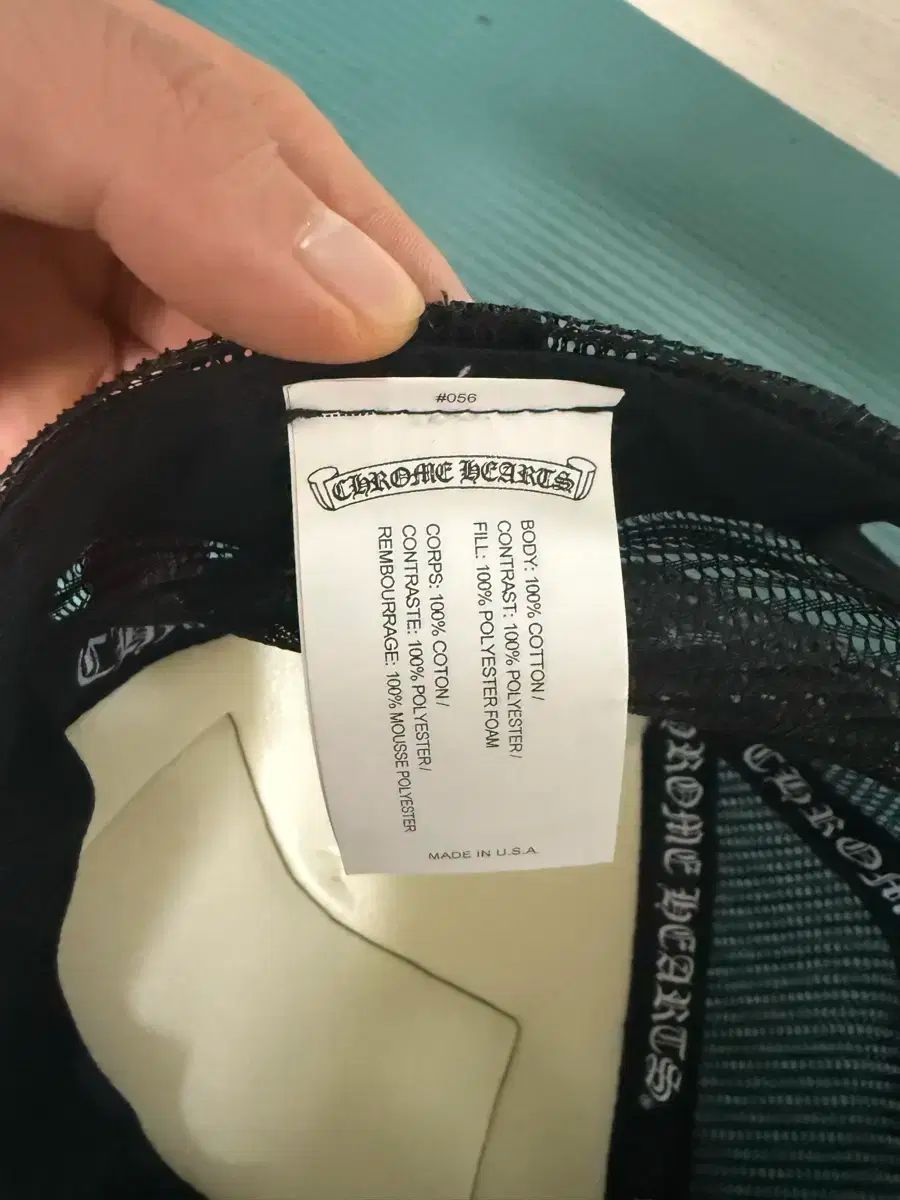 #056
CHROME HEARTS
BODY: 100% COTTON /
CONTRAST: 100% POLYESTER /
FILL: 100% POLYESTER FOAM
CORPS: 100% COTON /
CONTRASTE: 100% POLYESTER /
REMBOURRAGE: 100% MOUSSE POLYESTER
MADE IN U.S.A.
CHROME HEARTS